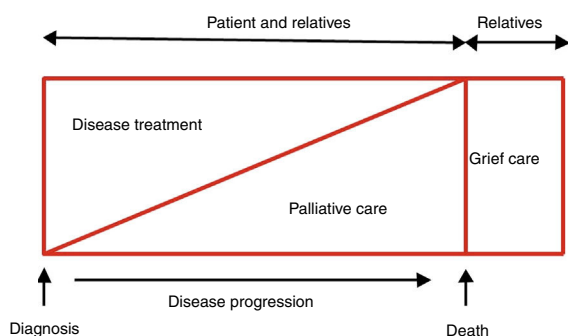 Patient and relatives
Relatives
Disease treatment
Grief care
Palliative care
Disease progression
Diagnosis
Death